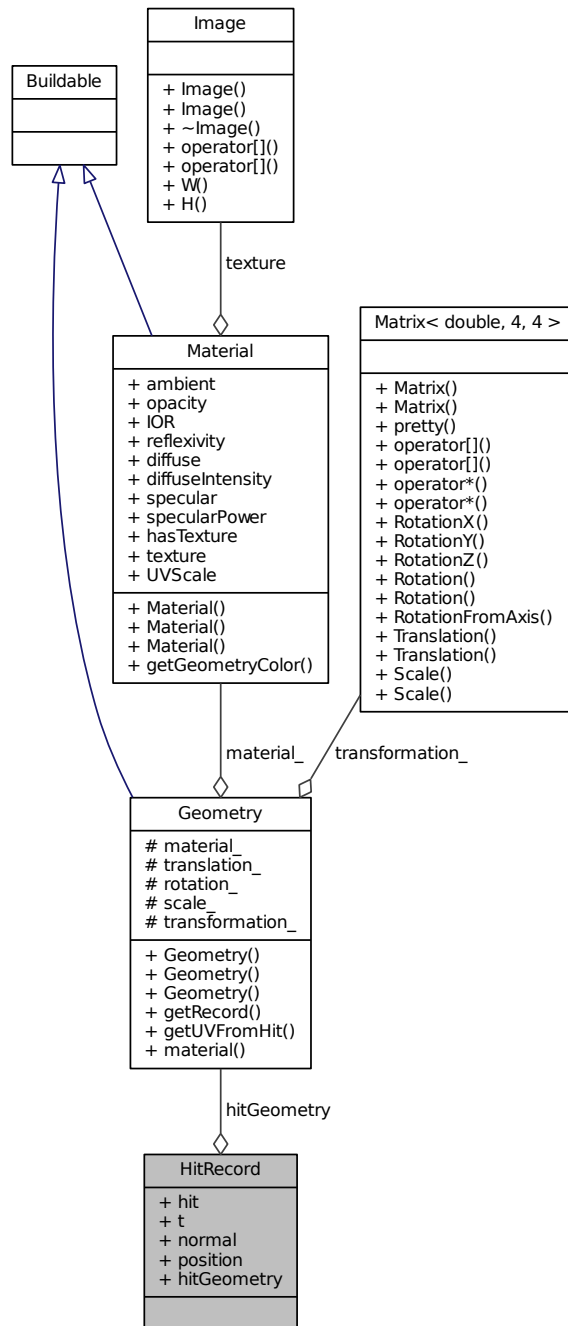 Image
+ Image()
+ Image()
+ ~Image()
+ operator[]()
+ operator[]()
+ W()
+ H()
Buildable
texture
Material
+ ambient
+ opacity
+ IOR
+ reflexivity
+ diffuse
+ diffuseIntensity
+ specular
+ specularPower
+ hasTexture
+ texture
+ UVScale
+ Material()
+ Material()
+ Material()
+ getGeometryColor()
Matrix< double, 4, 4 >
+ Matrix()
+ Matrix()
+ pretty()
+ operator[]()
+ operator[]()
+ operator*()
+ operator*()
+ RotationX()
+ RotationY()
+ RotationZ()
+ Rotation()
+ Rotation()
+ RotationFromAxis()
+ Translation()
+ Translation()
+ Scale()
+ Scale()
material_
transformation_
Geometry
# material_
# translation_
# rotation_
# scale_
# transformation_
+ Geometry()
+ Geometry()
+ Geometry()
+ getRecord()
+ getUVFromHit()
+ material()
hitGeometry
HitRecord
+ hit
+ t
+ normal
+ position
+ hitGeometry